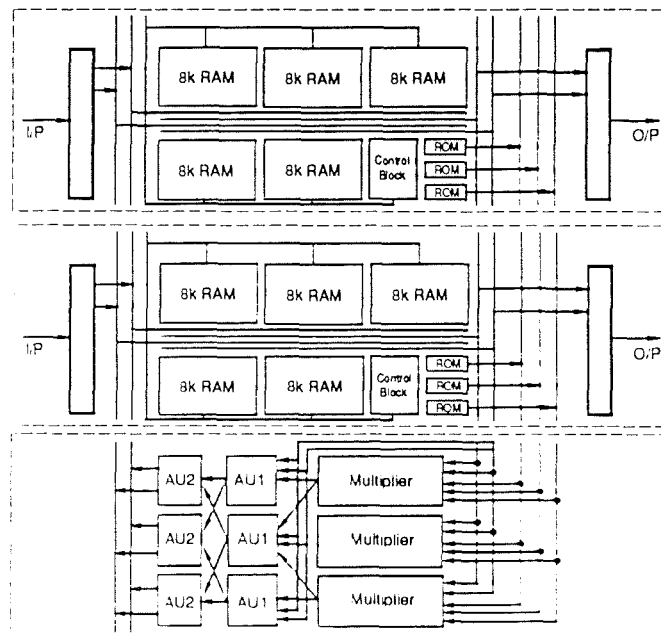 8k RAM 8k RAM 8k RAM
I/P O/P
8k RAM 8k RAM Control Block ROM
ROM
ROM
8k RAM 8k RAM 8k RAM
I/P O/P
8k RAM 8k RAM Control Block ROM
ROM
ROM
AU2 AU1 Multiplier
AU2 AU1 Multiplier
AU2 AU1 Multiplier